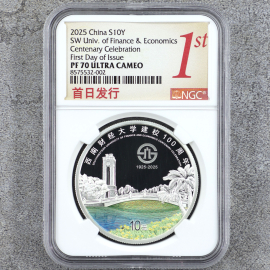 2025 China S10Y
SW Univ. of Finance & Economics
Centenary Celebration
First Day of Issue
PF 70 ULTRA CAMEO
8575532-002
1st
首日发行
NGC
西南财经大学建校100周年
1925-2025
10元